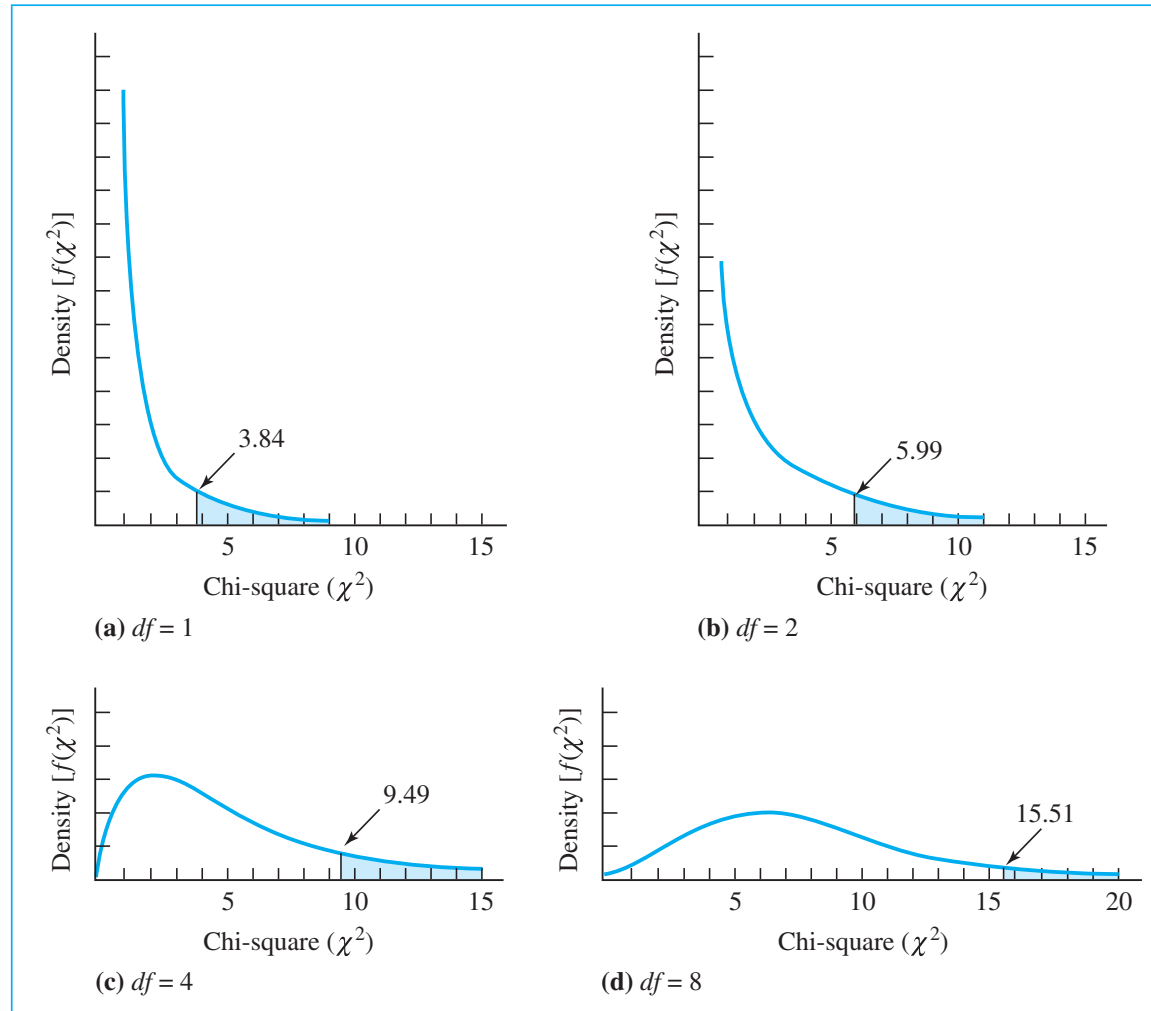 Density [f(χ²)]
3.84
5 10 15
Chi-square (χ²)
(a) df = 1
Density [f(χ²)]
5.99
5 10 15
Chi-square (χ²)
(b) df = 2
Density [f(χ²)]
9.49
5 10 15
Chi-square (χ²)
(c) df = 4
Density [f(χ²)]
15.51
5 10 15 20
Chi-square (χ²)
(d) df = 8